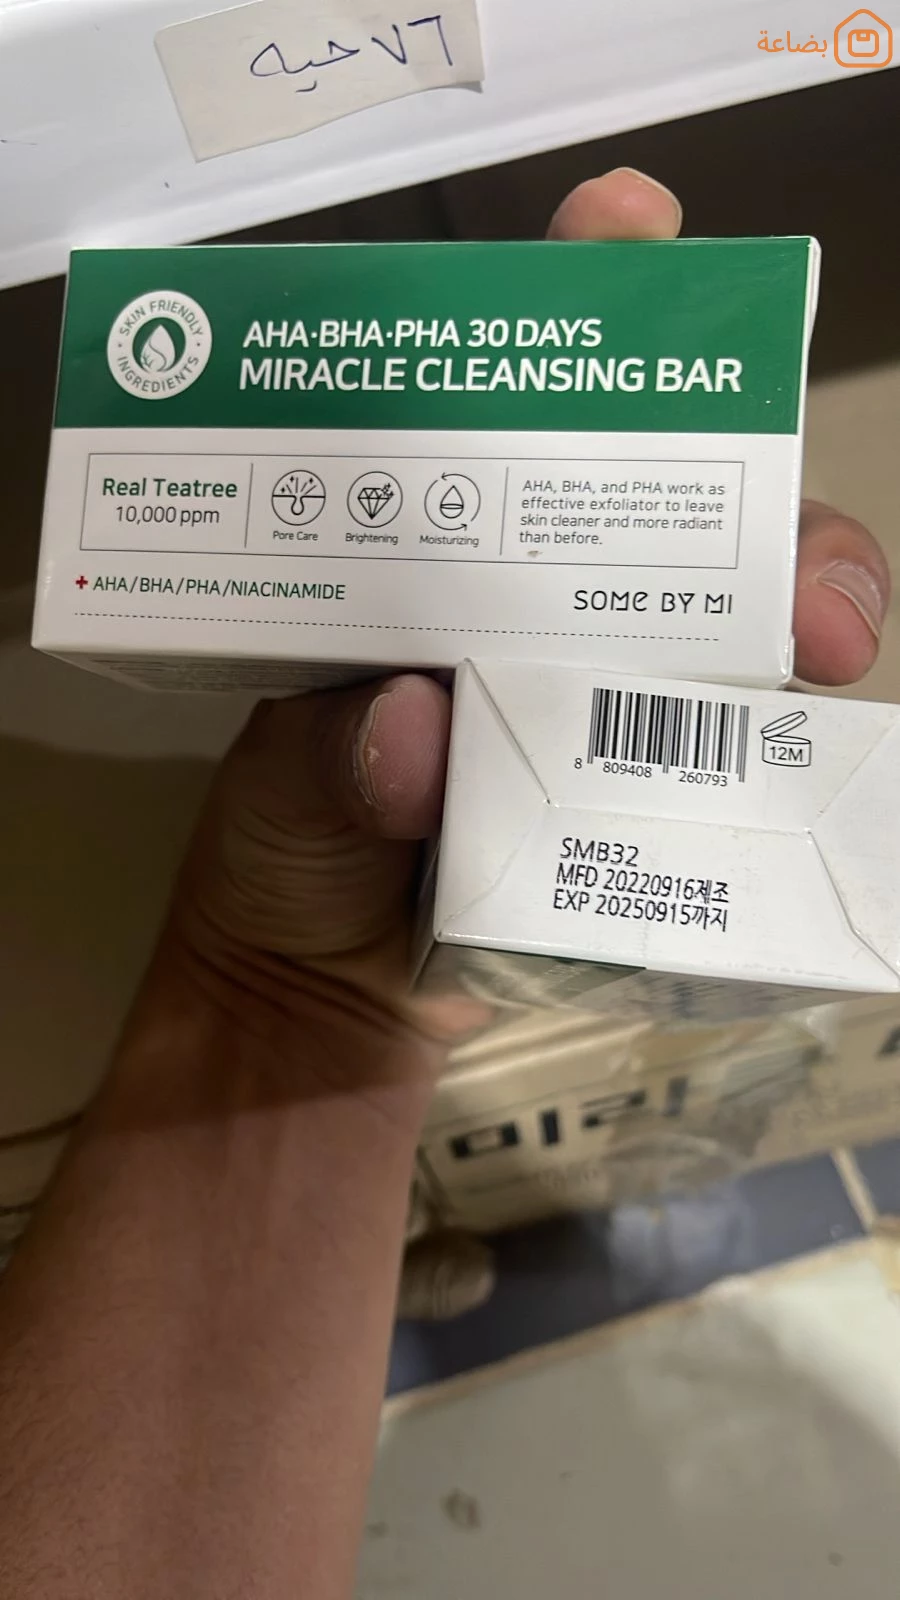 بضاعة
٧٦ حبه
SKIN FRIENDLY
INGREDIENTS
AHA·BHA·PHA 30 DAYS
MIRACLE CLEANSING BAR
Real Teatree
10,000 ppm
Pore Care
Brightening
Moisturizing
AHA, BHA, and PHA work as
effective exfoliator to leave
skin cleaner and more radiant
than before.
+ AHA/BHA/PHA/NIACINAMIDE
SOME BY MI
8 809408 260793
12M
SMB32
MFD 20220916제조
EXP 20250915까지
미라